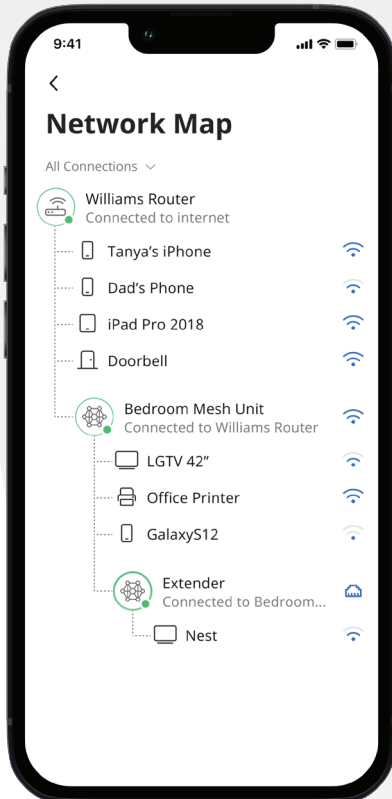 9:41
Network Map
All Connections
Williams Router
Connected to internet
Tanya's iPhone
Dad's Phone
iPad Pro 2018
Doorbell
Bedroom Mesh Unit
Connected to Williams Router
LGTV 42”
Office Printer
GalaxyS12
Extender
Connected to Bedroom...
Nest